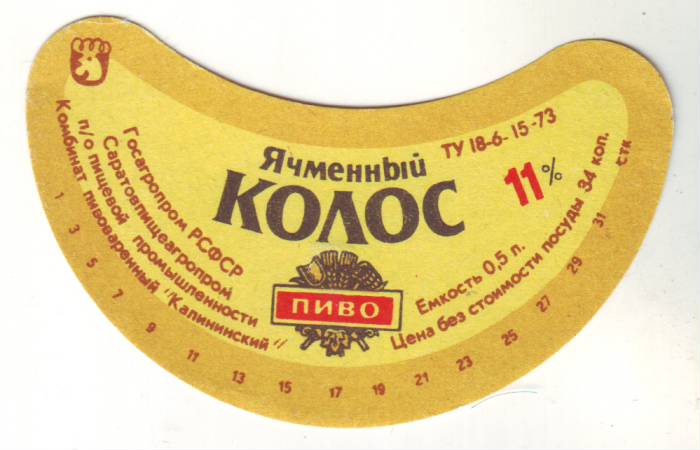 Госагропром РСФСР
Саратовпищеагропром
п/о пищевой промышленности
Комбинат пивоваренный "Калининский"
Ячменный
КОЛОС
ПИВО
ТУ 18-6-15-73
11%
Емкость 0,5 л.
Цена без стоимости посуды 34 коп.
стк
1 3 5 7 9 11 13 15 17 19 21 23 25 27 29 31